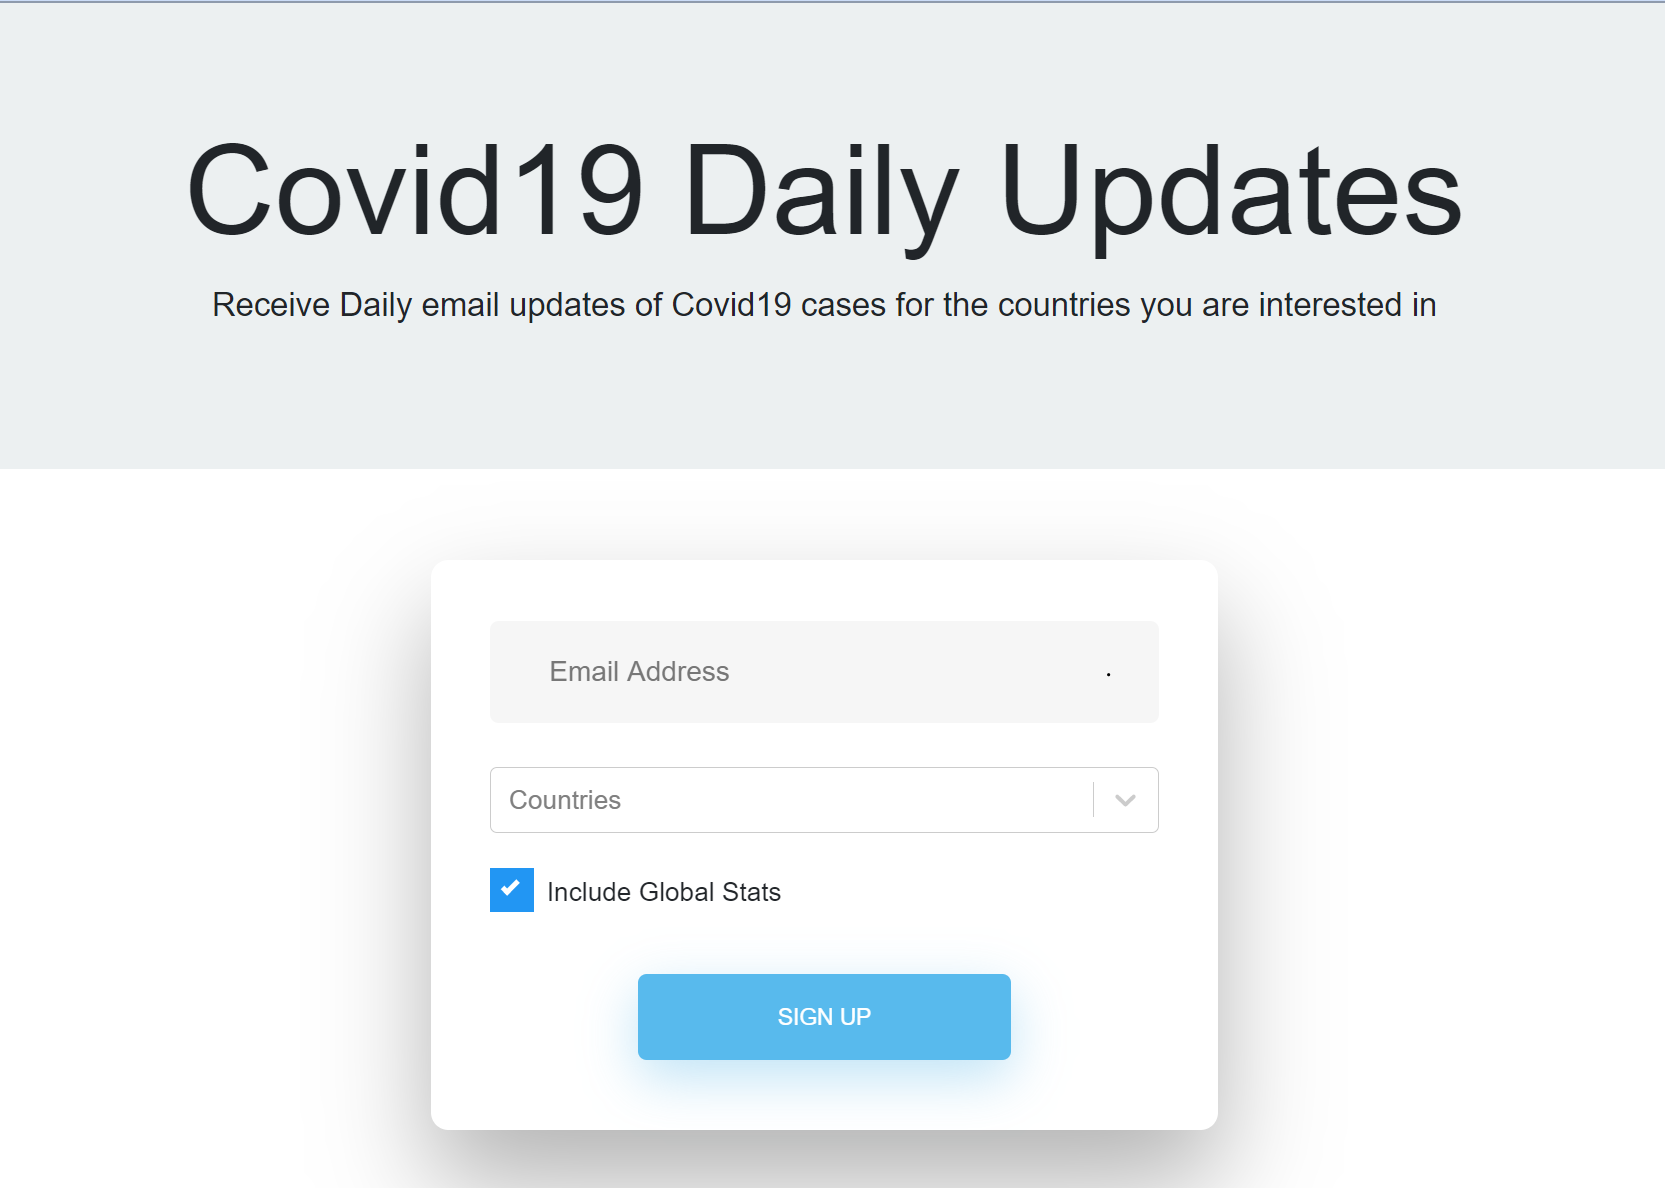 Covid19 Daily Updates
Receive Daily email updates of Covid19 cases for the countries you are interested in
Email Address
Countries
Include Global Stats
SIGN UP